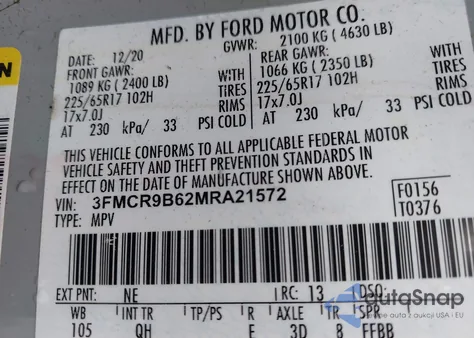 MFD. BY FORD MOTOR CO.
DATE: 12/20 GVWR: 2100 KG ( 4630 LB)
FRONT GAWR: REAR GAWR:
1089 KG ( 2400 LB) WITH 1066 KG ( 2350 LB) WITH
225/65R17 102H TIRES 225/65R17 102H TIRES
17x7.0J RIMS 17x7.0J RIMS
AT 230 kPa/ 33 PSI COLD AT 230 kPa/ 33 PSI COLD
THIS VEHICLE CONFORMS TO ALL APPLICABLE FEDERAL MOTOR
VEHICLE SAFETY AND THEFT PREVENTION STANDARDS IN
EFFECT ON THE DATE OF MANUFACTURE SHOWN ABOVE.
VIN: 3FMCR9B62MRA21572 F0156
TYPE: MPV T0376
EXT PNT: NE RC: 13 DSO:
WB INT TR TP/PS R AXLE TR SPR
105 QH E 3D 8 FFBB
autoSnap